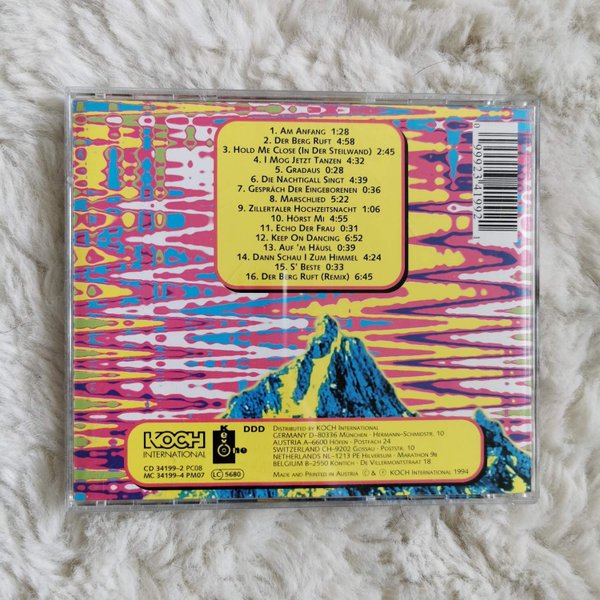 1. AM ANFANG 1:28
2. DER BERG RUFT 4:58
3. HOLD ME CLOSE (IN DER STEILWAND) 2:45
4. I MOG JETZT TANZEN 4:32
5. GRADAUS 0:28
6. DIE NACHTIGALL SINGT 4:39
7. GESPRÄCH DER EINGEBORENEN 0:36
8. MARSCHLIED 5:22
9. ZILLERTALER HOCHZEITSNACHT 1:06
10. HÖRST MI 4:55
11. ECHO DER FRAU 0:31
12. KEEP ON DANCING 6:52
13. AUF 'M HÄUSL 0:39
14. DANN SCHAU I ZUM HIMMEL 4:24
15. S' BESTE 0:33
16. DER BERG RUFT (REMIX) 6:45
0 99923 41992 1
KOCH
INTERNATIONAL
CD 34199-2 PC08
MC 34199-4 PM07
Key
One
DDD
LC 5680
DISTRIBUTED BY KOCH INTERNATIONAL
GERMANY D-80336 MÜNCHEN · HERMANN-SCHMIDSTR. 10
AUSTRIA A-6600 HÖFEN · POSTFACH 24
SWITZERLAND CH-9202 GOSSAU · POSTSTR. 10
NETHERLANDS NL-1213 PE HILVERSUM · MARATHON 9B
BELGIUM B-2550 KONTICH · DE VILLERMONTSTRAAT 18
MADE AND PRINTED IN AUSTRIA © & ℗ KOCH INTERNATIONAL 1994